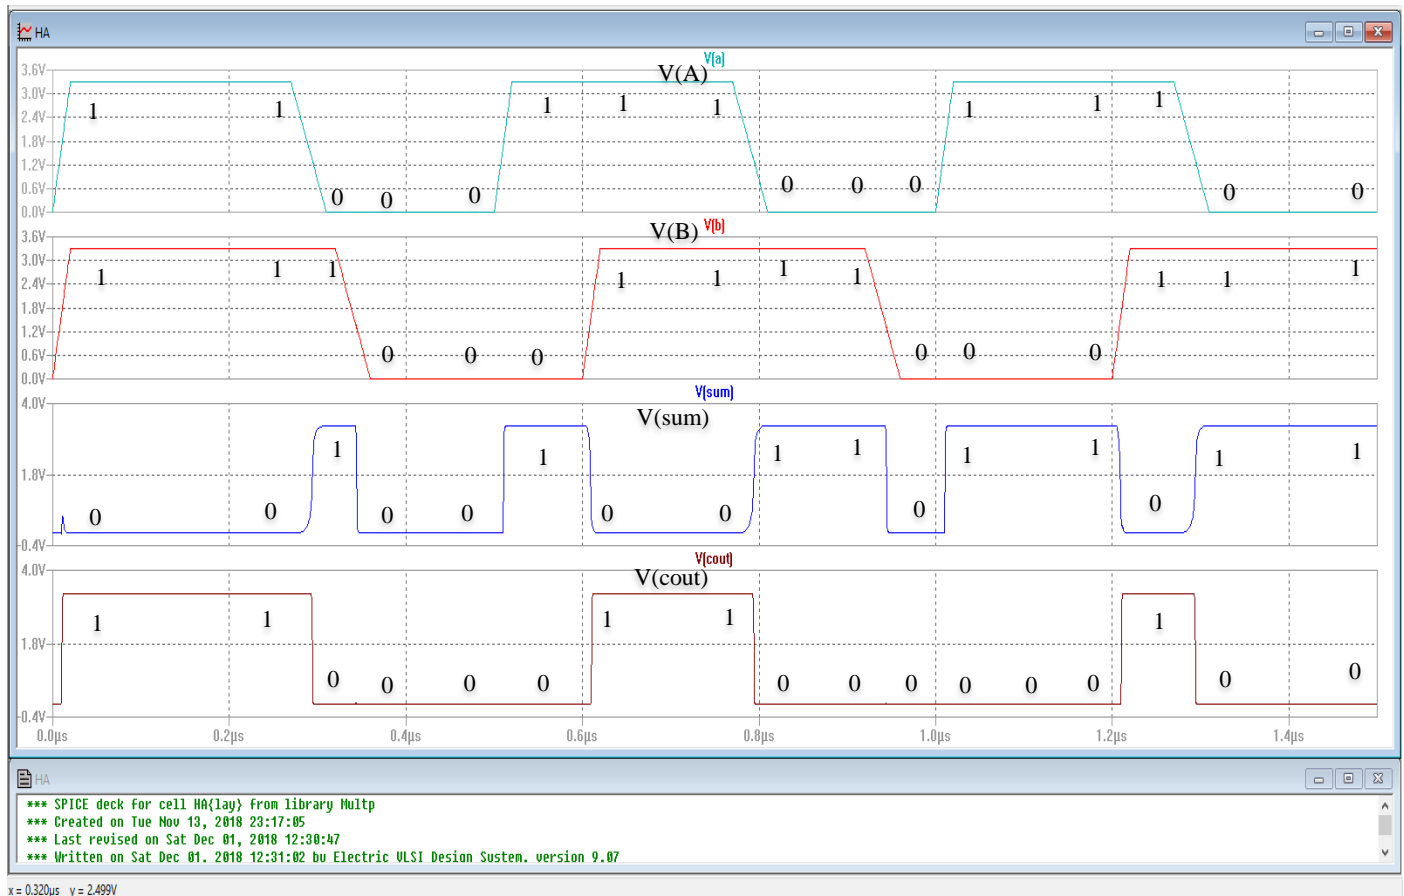 HA
V(a)
V(A)
3.6V
3.0V
2.4V
1.8V
1.2V
0.6V
0.0V
1 1 1 1 1 1 1 1
0 0 0 0 0 0 0 0
V(b)
V(B)
3.6V
3.0V
2.4V
1.8V
1.2V
0.6V
0.0V
1 1 1 1 1 1 1 1 1 1
0 0 0 0 0 0
V(sum)
V(sum)
4.0V
1.8V
-0.4V
1 1 1 1 1 1 1 1
0 0 0 0 0 0 0 0
V(cout)
V(cout)
4.0V
1.8V
-0.4V
1 1 1 1 1
0 0 0 0 0 0 0 0 0 0 0 0
0.0µs 0.2µs 0.4µs 0.6µs 0.8µs 1.0µs 1.2µs 1.4µs
HA
*** SPICE deck for cell HA{lay} from library Multp
*** Created on Tue Nov 13, 2018 23:17:05
*** Last revised on Sat Dec 01, 2018 12:30:47
*** Written on Sat Dec 01, 2018 12:31:02 by Electric VLSI Design System, version 9.07
x = 0.320µs y = 2.499V